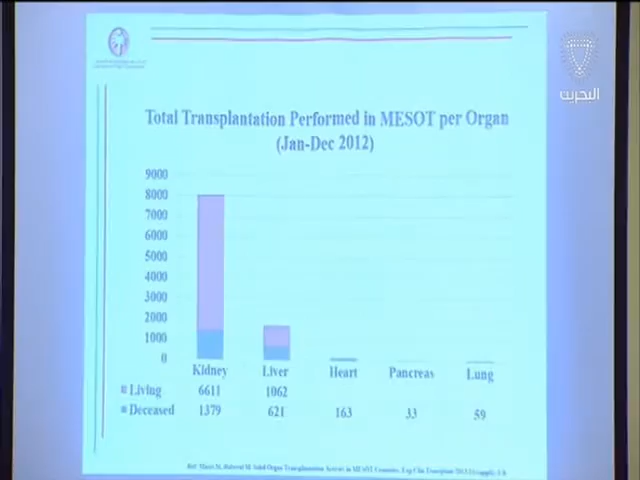 البحرين
Total Transplantation Performed in MESOT per Organ
(Jan-Dec 2012)
9000
8000
7000
6000
5000
4000
3000
2000
1000
0
Kidney Liver Heart Pancreas Lung
Living 6611 1062
Deceased 1379 621 163 33 59